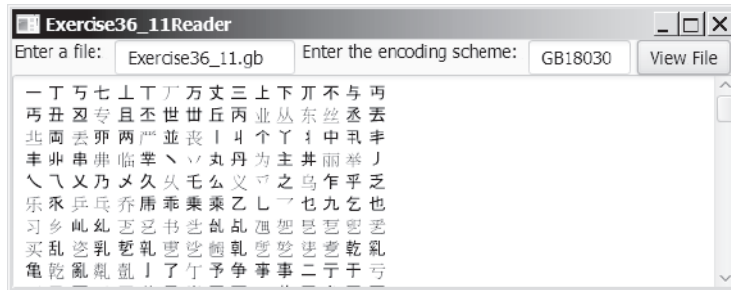 Exercise36_11Reader
Enter a file: Exercise36_11.gb Enter the encoding scheme: GB18030 View File
一 丁 丂 七 丄 丅 丆 万 丈 三 上 下 丌 不 与 丏
丐 丑 丒 专 且 丕 世 丗 丘 丙 业 丛 东 丝 丞 丟
丠 両 丢 丣 两 严 並 丧 丨 丩 个 丫 丬 中 丮 丯
丰 丱 串 丳 临 丵 丶 丷 丸 丹 为 主 丼 丽 举 丿
乀 乁 乂 乃 乄 久 乆 乇 么 义 乊 之 乌 乍 乎 乏
乐 乑 乒 乓 乔 乕 乖 乗 乘 乙 乚 乛 乜 九 乞 也
习 乡 乢 乣 乤 乥 书 乧 乨 乩 乪 乫 乬 乭 乮 乯
买 乱 乲 乳 乴 乵 乶 乷 乸 乹 乺 乻 乼 乽 乾 乿
亀 亁 亂 亃 亄 亅 了 亇 予 争 亊 事 二 亍 于 亏